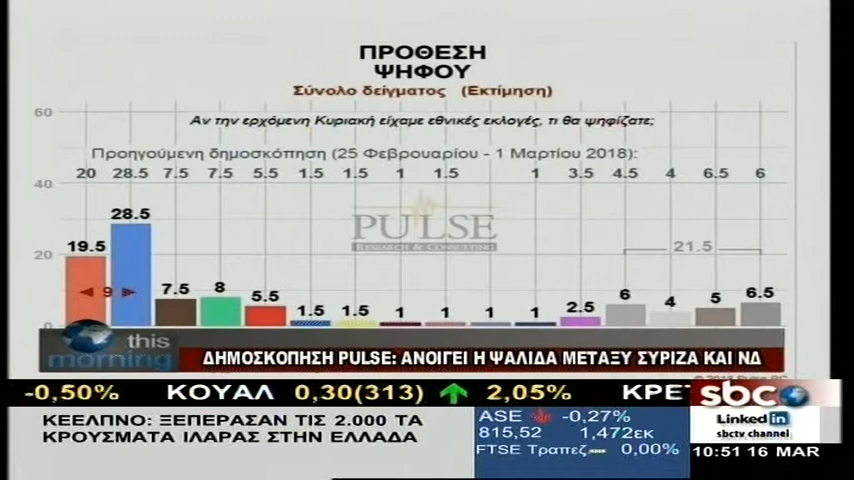 ΠΡΟΘΕΣΗ
ΨΗΦΟΥ
Σύνολο δείγματος (Εκτίμηση)
60
Αν την ερχόμενη Κυριακή είχαμε εθνικές εκλογές, τι θα ψηφίζατε;
Προηγούμενη δημοσκόπηση (25 Φεβρουαρίου - 1 Μαρτίου 2018):
20 28.5 7.5 7.5 5.5 1.5 1.5 1 1.5 1 3.5 4.5 4 6.5 6
40
PULSE
RESEARCH & CONSULTING
28.5
19.5
20
21.5
9
7.5 8 5.5 1.5 1.5 1 1 1 1 2.5 6 4 5 6.5
this
morning
ΔΗΜΟΣΚΟΠΗΣΗ PULSE: ΑΝΟΙΓΕΙ Η ΨΑΛΙΔΑ ΜΕΤΑΞΥ ΣΥΡΙΖΑ ΚΑΙ ΝΔ
-0,50% ΚΟΥΑΛ 0,30(313) 2,05% ΚΡΕ
sbc
ΚΕΕΛΠΝΟ: ΞΕΠΕΡΑΣΑΝ ΤΙΣ 2.000 ΤΑ
ΚΡΟΥΣΜΑΤΑ ΙΛΑΡΑΣ ΣΤΗΝ ΕΛΛΑΔΑ
ASE -0,27%
815,52 1,472εκ
FTSE Τραπεζ 0,00%
Linked in
sbctv channel
10:51 16 MAR